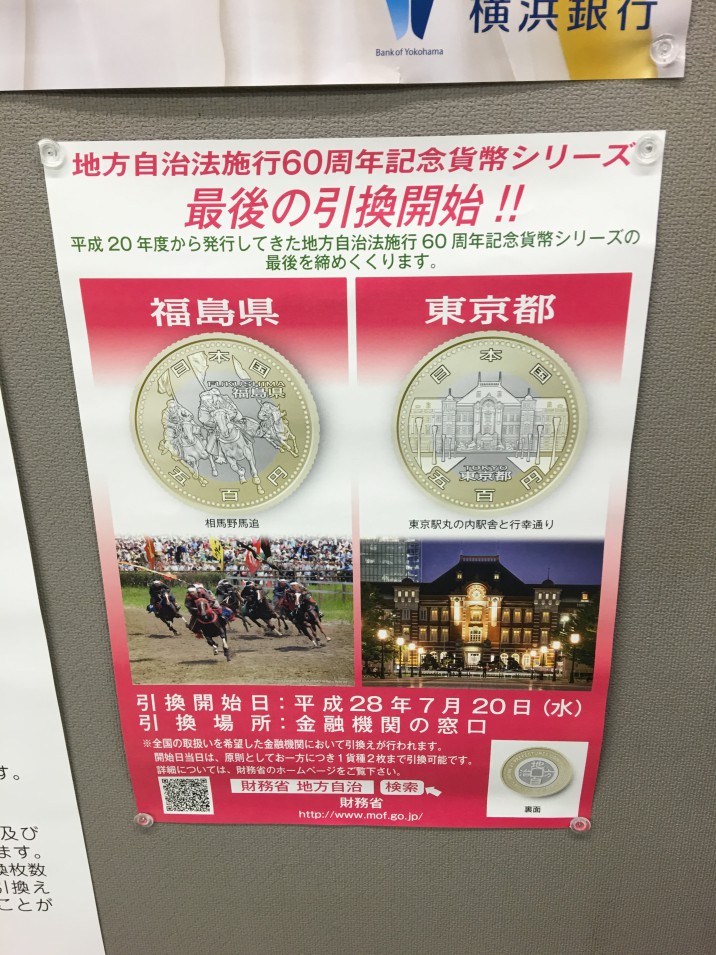 横浜銀行
Bank of Yokohama
地方自治法施行60周年記念貨幣シリーズ
最後の引換開始!!
平成20年度から発行してきた地方自治法施行60周年記念貨幣シリーズの
最後を締めくくります。
福島県
東京都
日本国
FUKUSHIMA
福島県
五百円
日本国
TOKYO
東京都
五百円
相馬野馬追
東京駅丸の内駅舎と行幸通り
引換開始日:平成28年7月20日(水)
引換場所:金融機関の窓口
※全国の取扱いを希望した金融機関において引換えが行われます。
開始日当日は、原則としてお一方につき1貨種2枚まで引換可能です。
詳細については、財務省のホームページをご覧下さい。
財務省 地方自治 検索
財務省
http://www.mof.go.jp/
裏面
す。
及び
ます。
換枚数
引換え
ことが